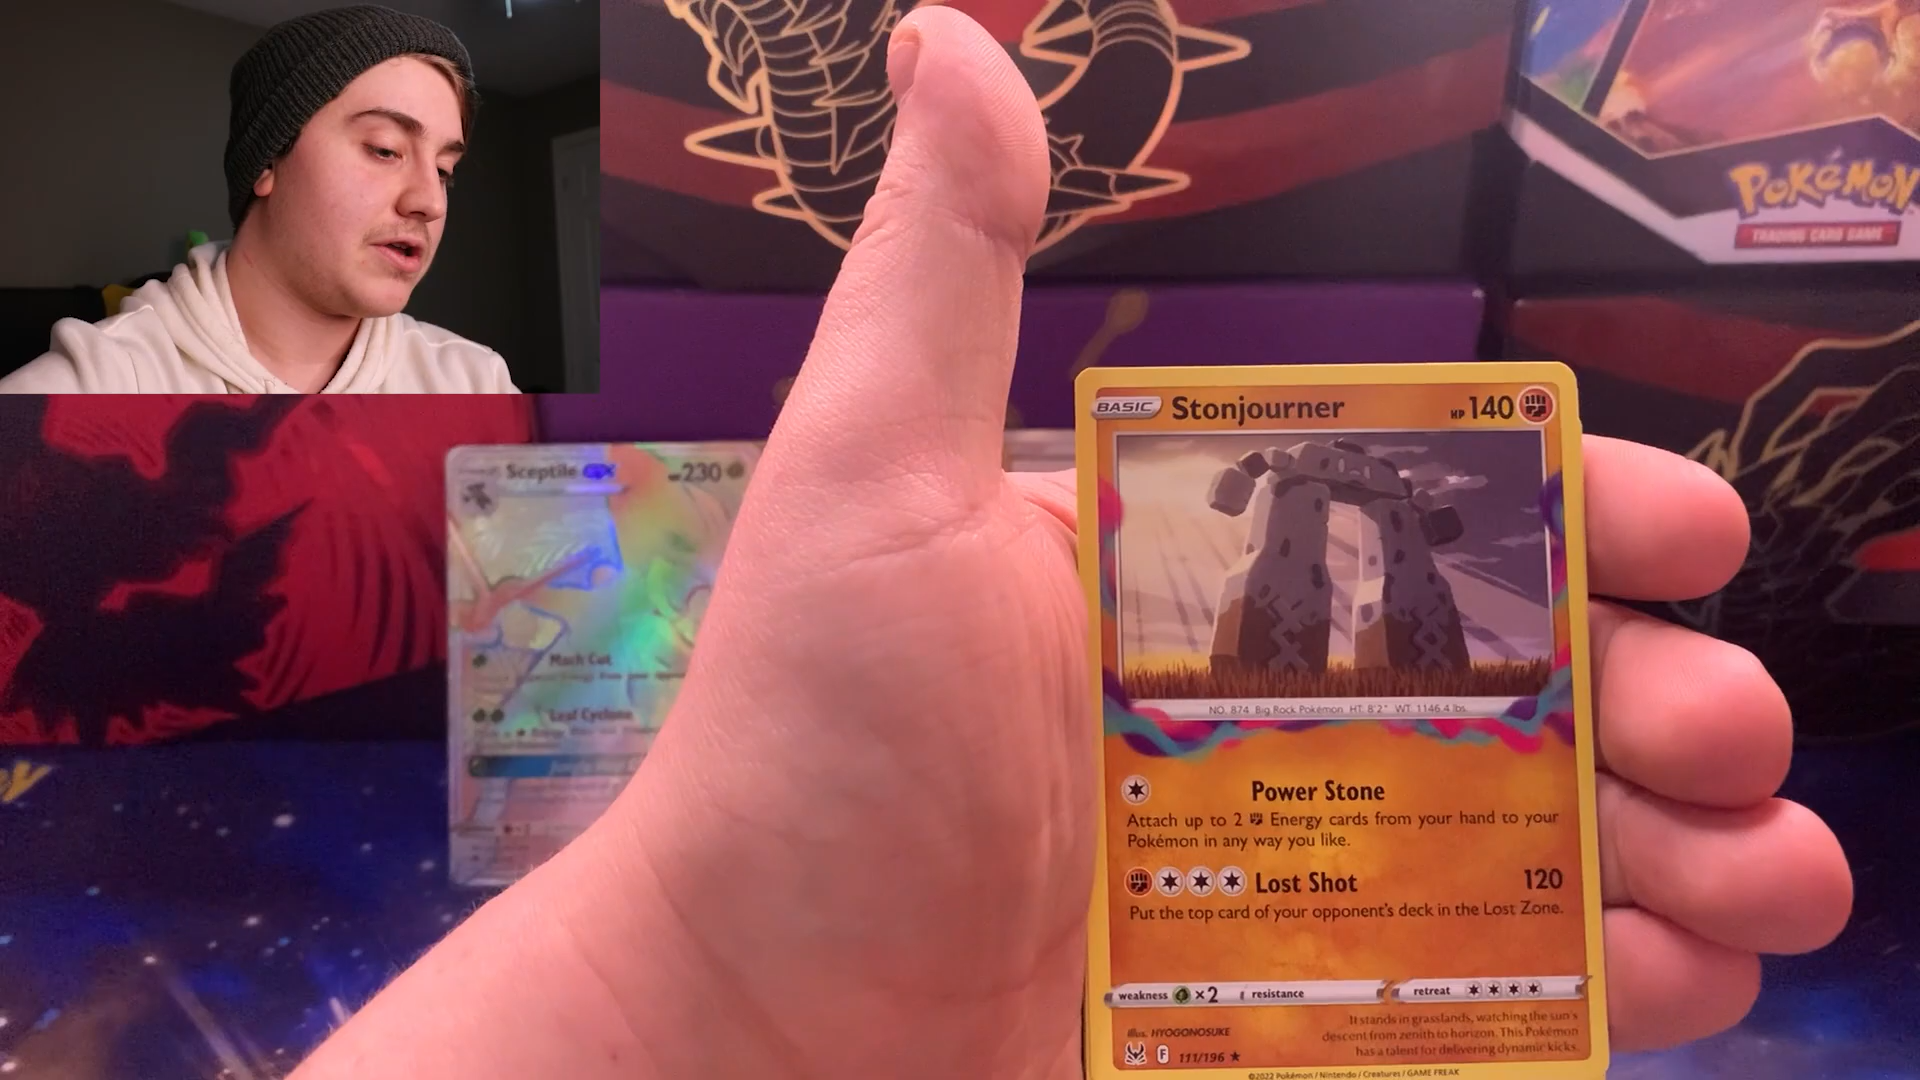 POKéMON
TRADING CARD GAME
Sceptile GX 230
Mach Cut
Leaf Cyclone
BASIC Stonjourner HP 140
NO. 874 Big Rock Pokémon HT: 8'2" WT: 1146.4 lbs.
Power Stone
Attach up to 2 Energy cards from your hand to your
Pokémon in any way you like.
Lost Shot 120
Put the top card of your opponent's deck in the Lost Zone.
weakness ×2 resistance retreat
Illus. HYOGONOSUKE
It stands in grasslands, watching the sun's
descent from zenith to horizon. This Pokémon
has a talent for delivering dynamic kicks.
F 111/196 ★
©2022 Pokémon / Nintendo / Creatures / GAME FREAK